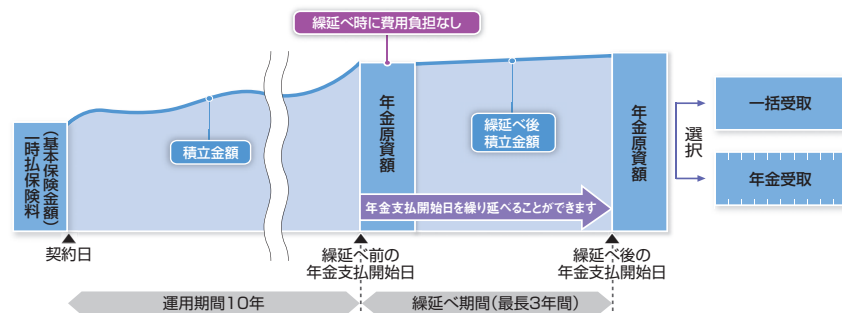 繰延べ時に費用負担なし
一時払保険料
(基本保険金額)
積立金額
年金原資額
繰延べ後
積立金額
年金原資額
選択
一括受取
年金受取
年金支払開始日を繰り延べることができます
契約日
繰延べ前の
年金支払開始日
繰延べ後の
年金支払開始日
運用期間10年
繰延べ期間(最長3年間)